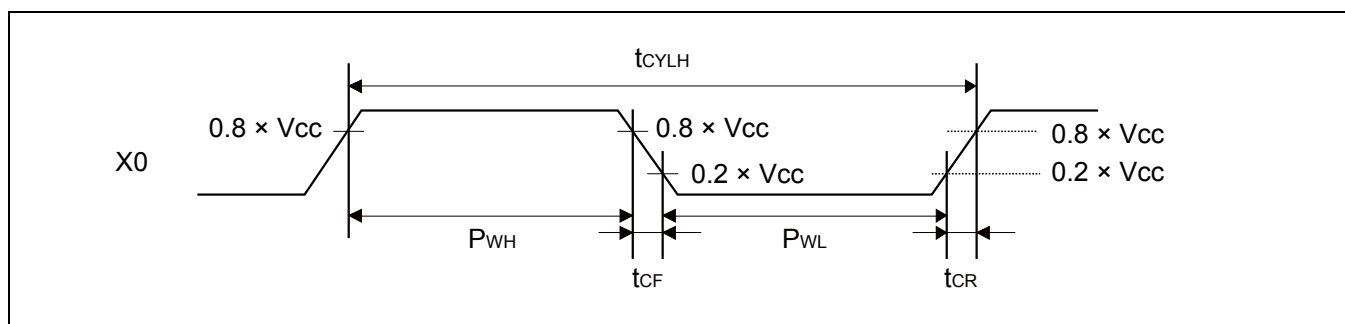 tCYLH
0.8 × Vcc
0.8 × Vcc
0.8 × Vcc
X0
0.2 × Vcc
0.2 × Vcc
PWH
PWL
tCF
tCR